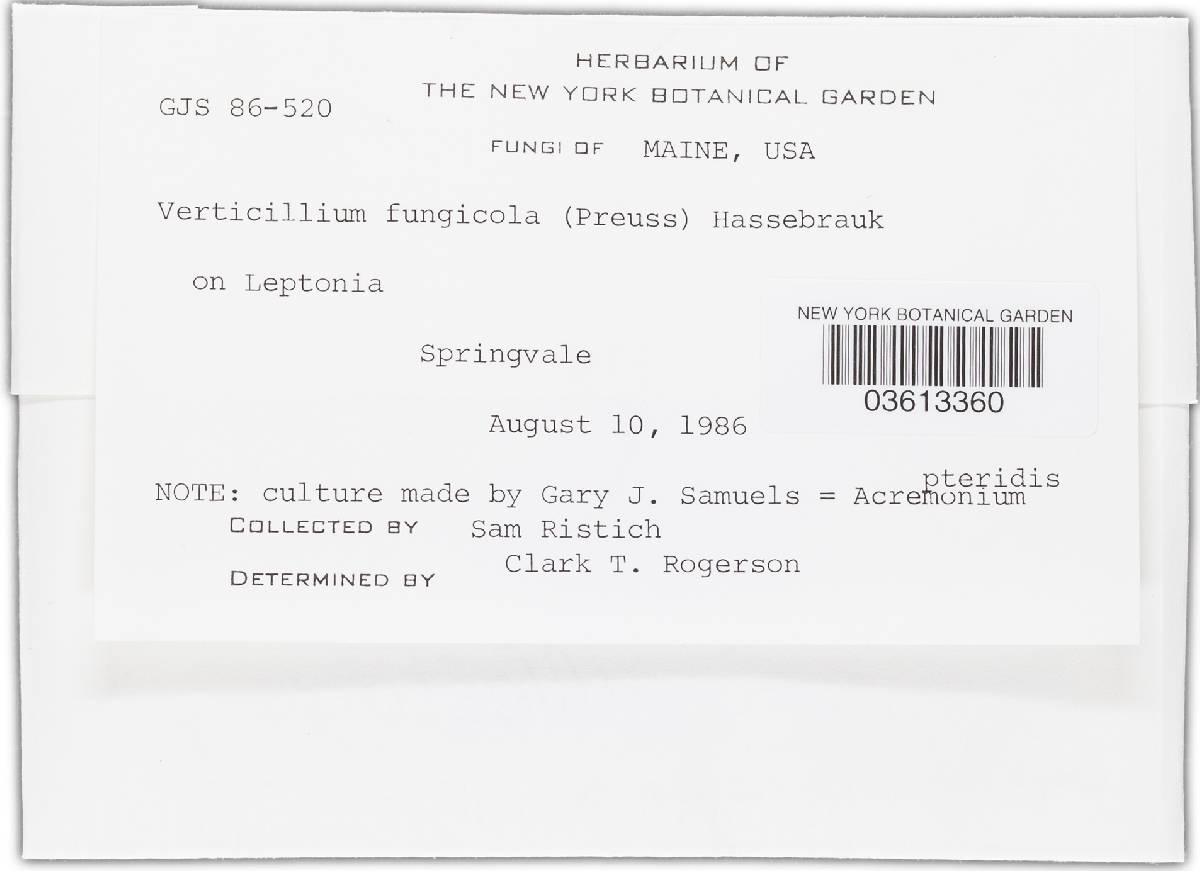 HERBARIUM OF
THE NEW YORK BOTANICAL GARDEN
GJS 86-520
FUNGI OF MAINE, USA
Verticillium fungicola (Preuss) Hassebrauk
on Leptonia
NEW YORK BOTANICAL GARDEN
03613360
Springvale
August 10, 1986
pteridis
NOTE: culture made by Gary J. Samuels = Acremonium
COLLECTED BY Sam Ristich
Clark T. Rogerson
DETERMINED BY